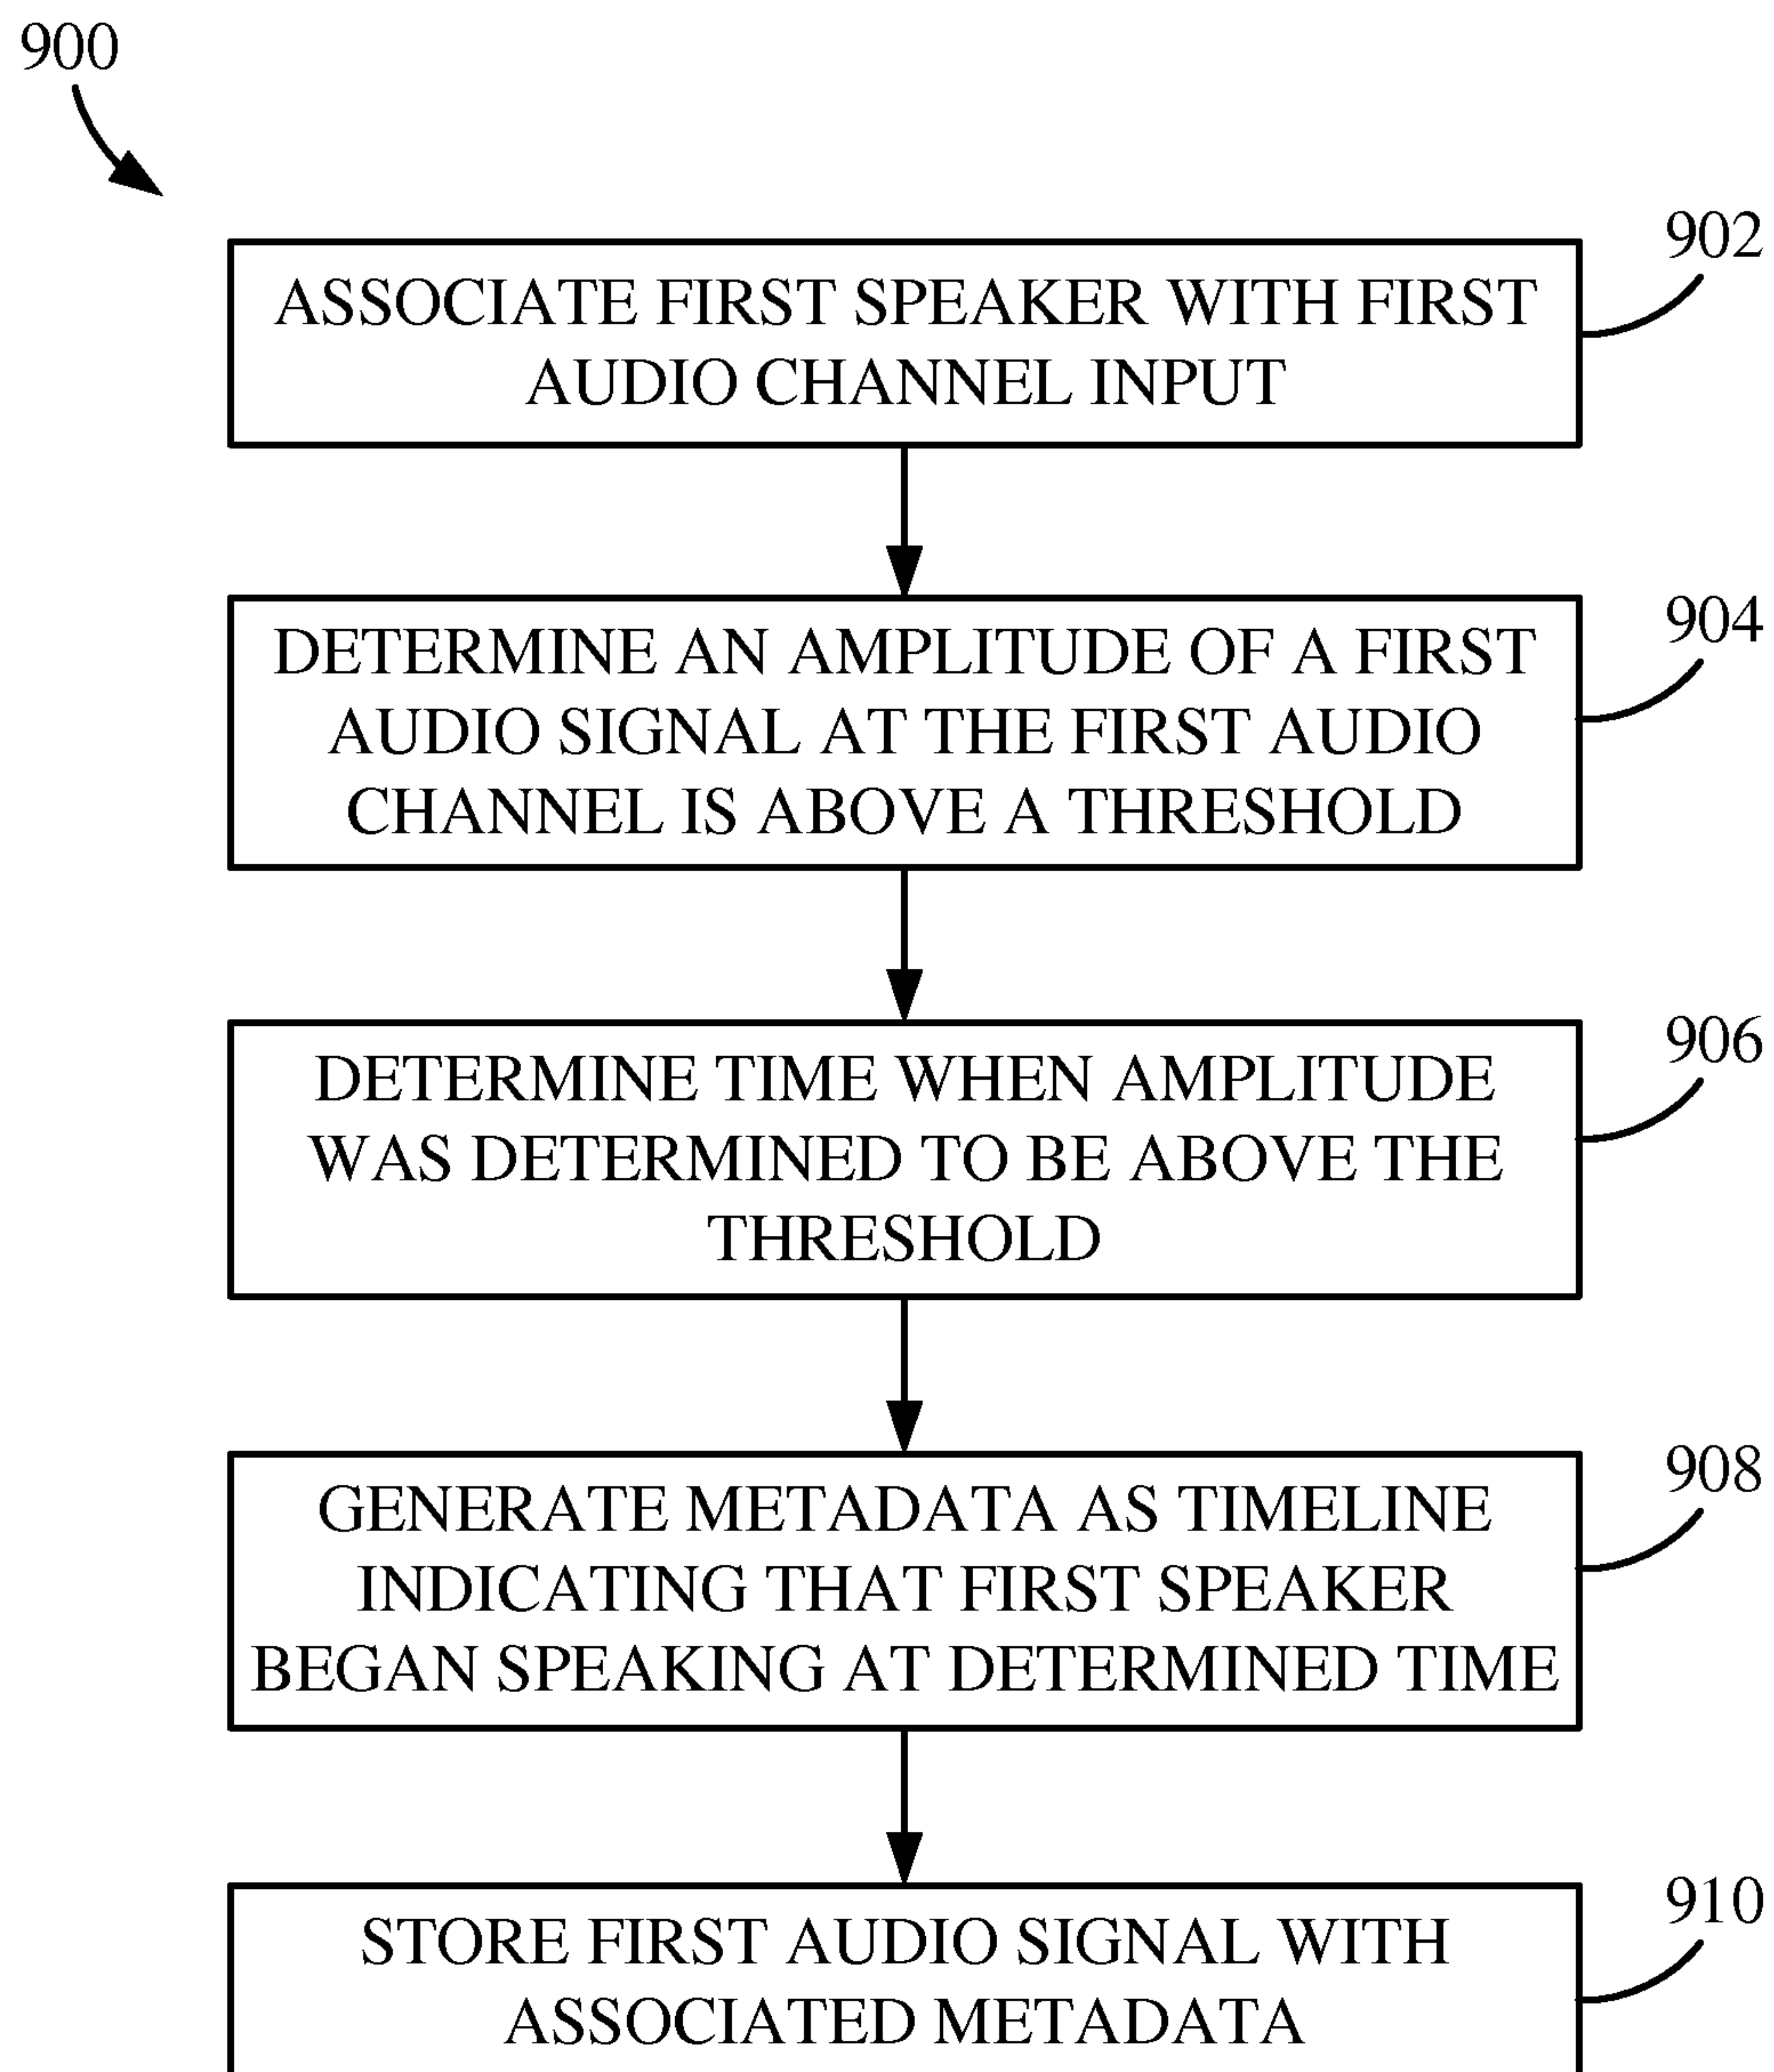 900
902
ASSOCIATE FIRST SPEAKER WITH FIRST
AUDIO CHANNEL INPUT
904
DETERMINE AN AMPLITUDE OF A FIRST
AUDIO SIGNAL AT THE FIRST AUDIO
CHANNEL IS ABOVE A THRESHOLD
906
DETERMINE TIME WHEN AMPLITUDE
WAS DETERMINED TO BE ABOVE THE
THRESHOLD
908
GENERATE METADATA AS TIMELINE
INDICATING THAT FIRST SPEAKER
BEGAN SPEAKING AT DETERMINED TIME
910
STORE FIRST AUDIO SIGNAL WITH
ASSOCIATED METADATA